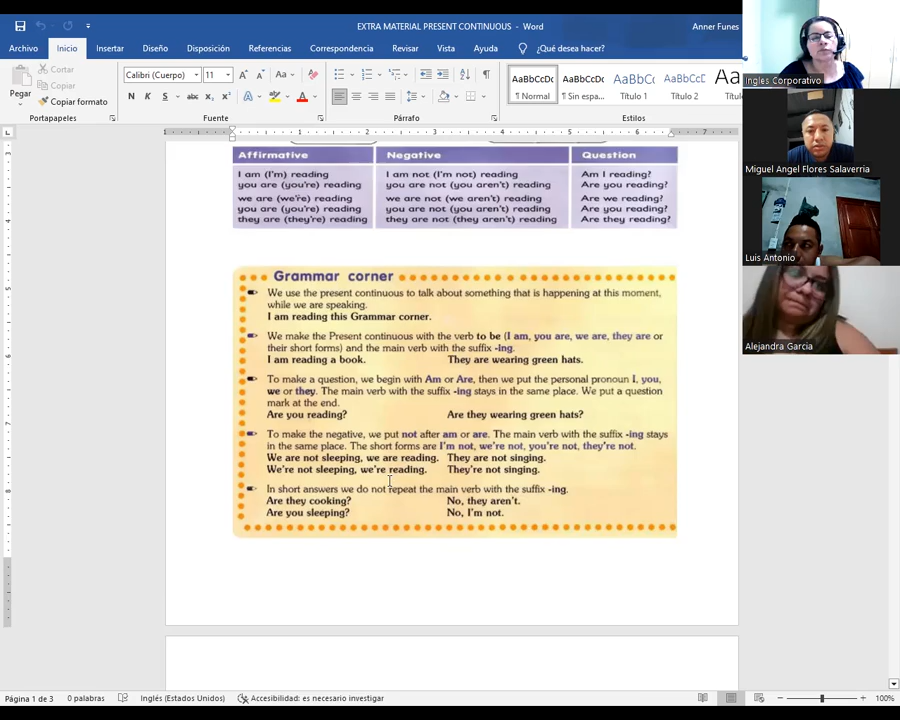 EXTRA MATERIAL PRESENT CONTINUOUS - Word
Anner Funes
Archivo Inicio Insertar Diseño Disposición Referencias Correspondencia Revisar Vista Ayuda ¿Qué desea hacer?
Pegar
Cortar
Copiar
Copiar formato
Portapapeles
Calibri (Cuerpo) 11
Fuente
Párrafo
AaBbCcDc AaBbCcDc AaBbC AaBbCcD
Normal Sin espa... Título 1 Título 2 Título
Estilos
Affirmative Negative Question
I am (I'm) reading I am not (I'm not) reading Am I reading?
you are (you're) reading you are not (you aren't) reading Are you reading?
we are (we're) reading we are not (we aren't) reading Are we reading?
you are (you're) reading you are not (you aren't) reading Are you reading?
they are (they're) reading they are not (they aren't) reading Are they reading?
Grammar corner
We use the present continuous to talk about something that is happening at this moment,
while we are speaking.
I am reading this Grammar corner.
We make the Present continuous with the verb to be (I am, you are, we are, they are or
their short forms) and the main verb with the suffix -ing.
I am reading a book. They are wearing green hats.
To make a question, we begin with Am or Are, then we put the personal pronoun I, you,
we or they. The main verb with the suffix -ing stays in the same place. We put a question
mark at the end.
Are you reading? Are they wearing green hats?
To make the negative, we put not after am or are. The main verb with the suffix -ing stays
in the same place. The short forms are I'm not, we're not, you're not, they're not.
We are not sleeping, we are reading. They are not singing.
We're not sleeping, we're reading. They're not singing.
In short answers we do not repeat the main verb with the suffix -ing.
Are they cooking? No, they aren't.
Are you sleeping? No, I'm not.
Página 1 de 3 0 palabras Inglés (Estados Unidos) Accesibilidad: es necesario investigar 100%
Ingles Corporativo
Miguel Angel Flores Salaverria
Luis Antonio
Alejandra Garcia